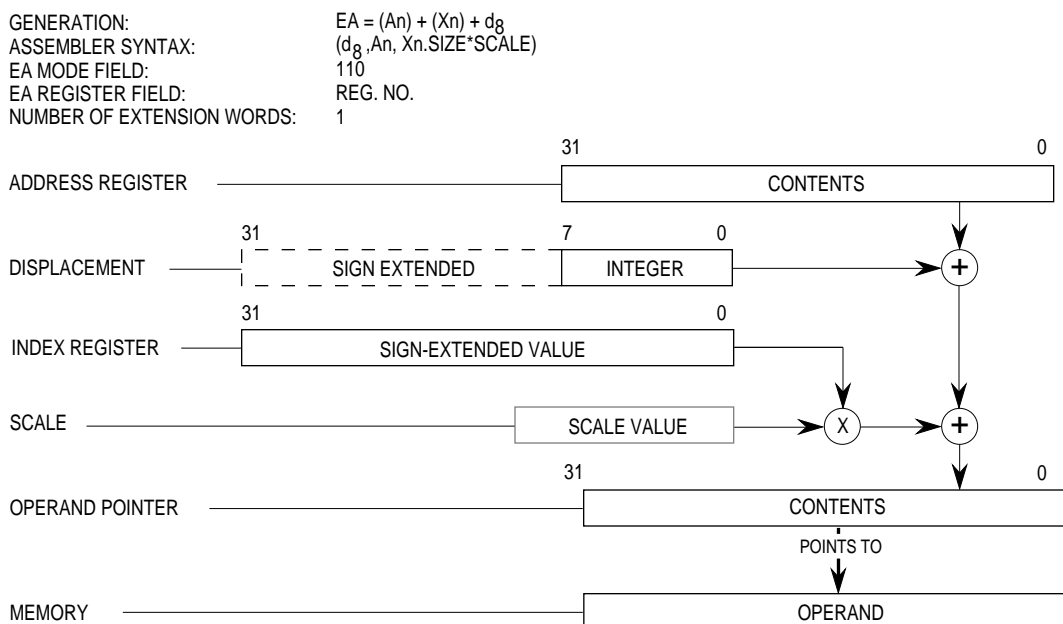 GENERATION: EA = (An) + (Xn) + d8
ASSEMBLER SYNTAX: (d8 ,An, Xn.SIZE*SCALE)
EA MODE FIELD: 110
EA REGISTER FIELD: REG. NO.
NUMBER OF EXTENSION WORDS: 1
31 0
ADDRESS REGISTER CONTENTS
31 7 0
DISPLACEMENT SIGN EXTENDED INTEGER +
31 0
INDEX REGISTER SIGN-EXTENDED VALUE
SCALE SCALE VALUE X +
31 0
OPERAND POINTER CONTENTS
POINTS TO
MEMORY OPERAND